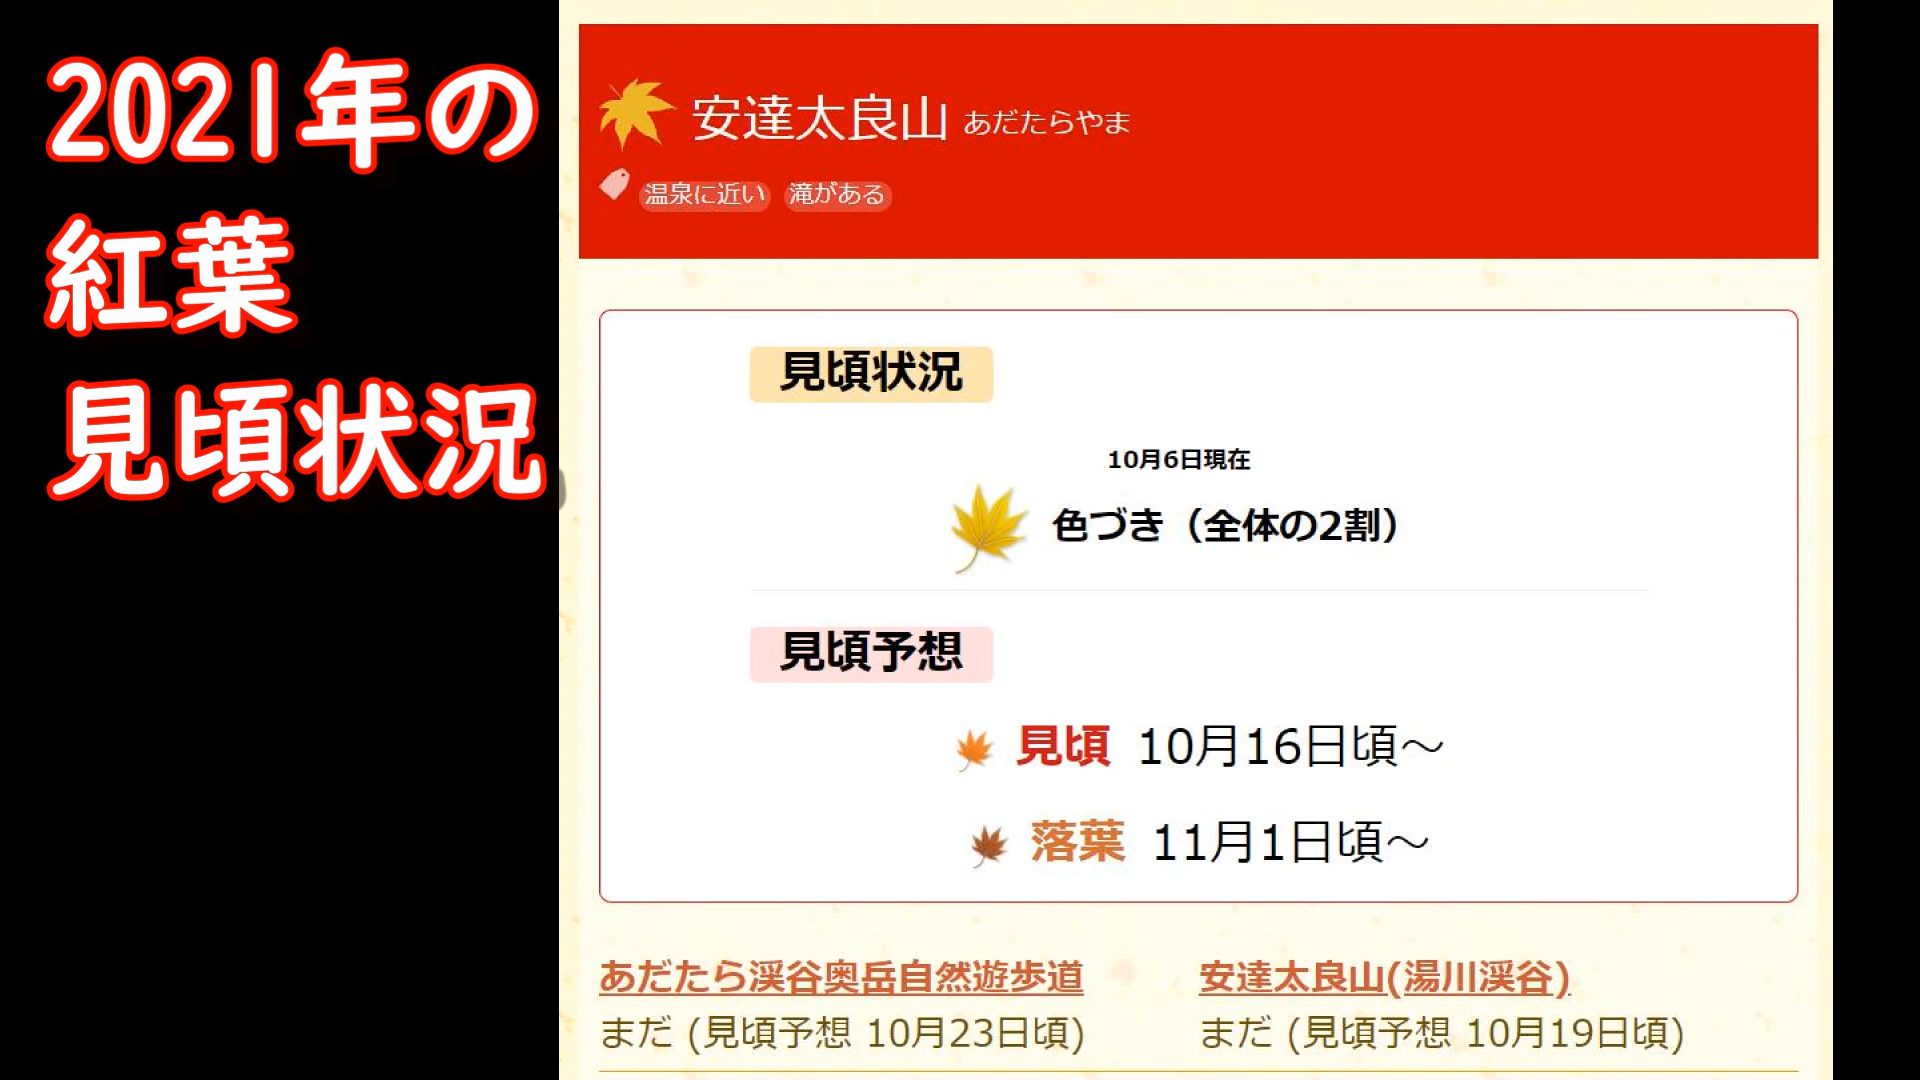 2021年の
紅葉
見頃状況
安達太良山 あだたらやま
温泉に近い 滝がある
見頃状況
10月6日現在
色づき（全体の2割）
見頃予想
見頃 10月16日頃～
落葉 11月1日頃～
あだたら渓谷奥岳自然遊歩道
まだ (見頃予想 10月23日頃)
安達太良山(湯川渓谷)
まだ (見頃予想 10月19日頃)